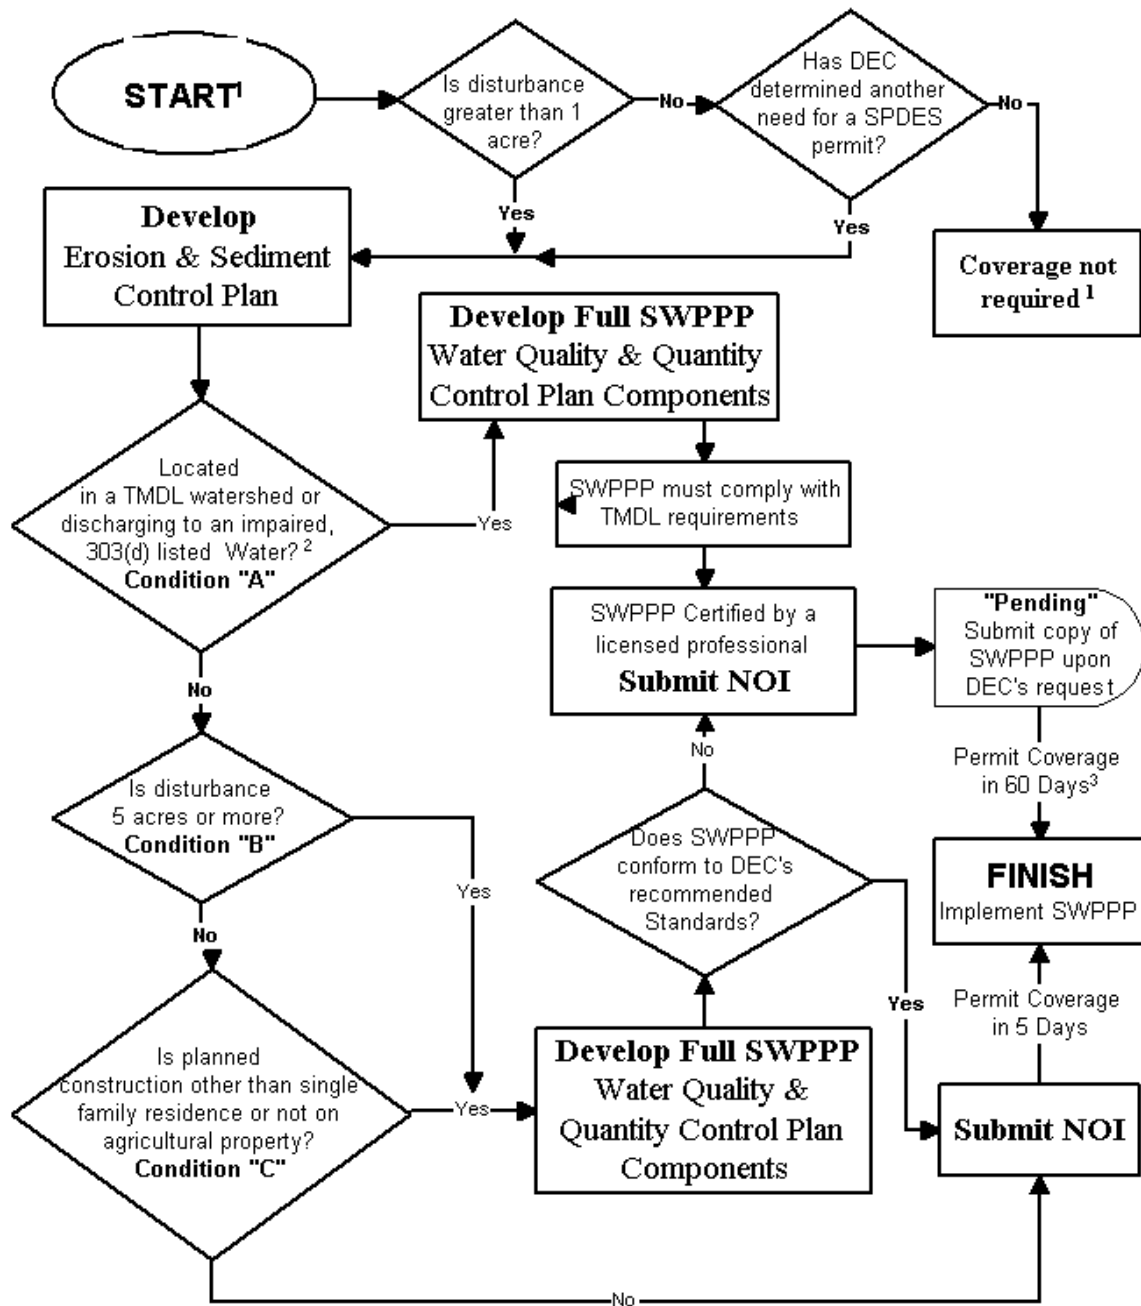 START¹
Is disturbance
greater than 1
acre?
No
Has DEC
determined another
need for a SPDES
permit?
No
Yes
Yes
Develop
Erosion & Sediment
Control Plan
Coverage not
required ¹
Develop Full SWPPP
Water Quality & Quantity
Control Plan Components
Located
in a TMDL watershed or
discharging to an impaired,
303(d) listed Water? ²
Condition "A"
Yes
SWPPP must comply with
TMDL requirements
SWPPP Certified by a
licensed professional
Submit NOI
"Pending"
Submit copy of
SWPPP upon
DEC's request
No
No
Permit Coverage
in 60 Days³
Is disturbance
5 acres or more?
Condition "B"
Yes
Does SWPPP
conform to DEC's
recommended
Standards?
FINISH
Implement SWPPP
No
Yes
Permit Coverage
in 5 Days
Is planned
construction other than single
family residence or not on
agricultural property?
Condition "C"
Yes
Develop Full SWPPP
Water Quality &
Quantity Control Plan
Components
Submit NOI
No